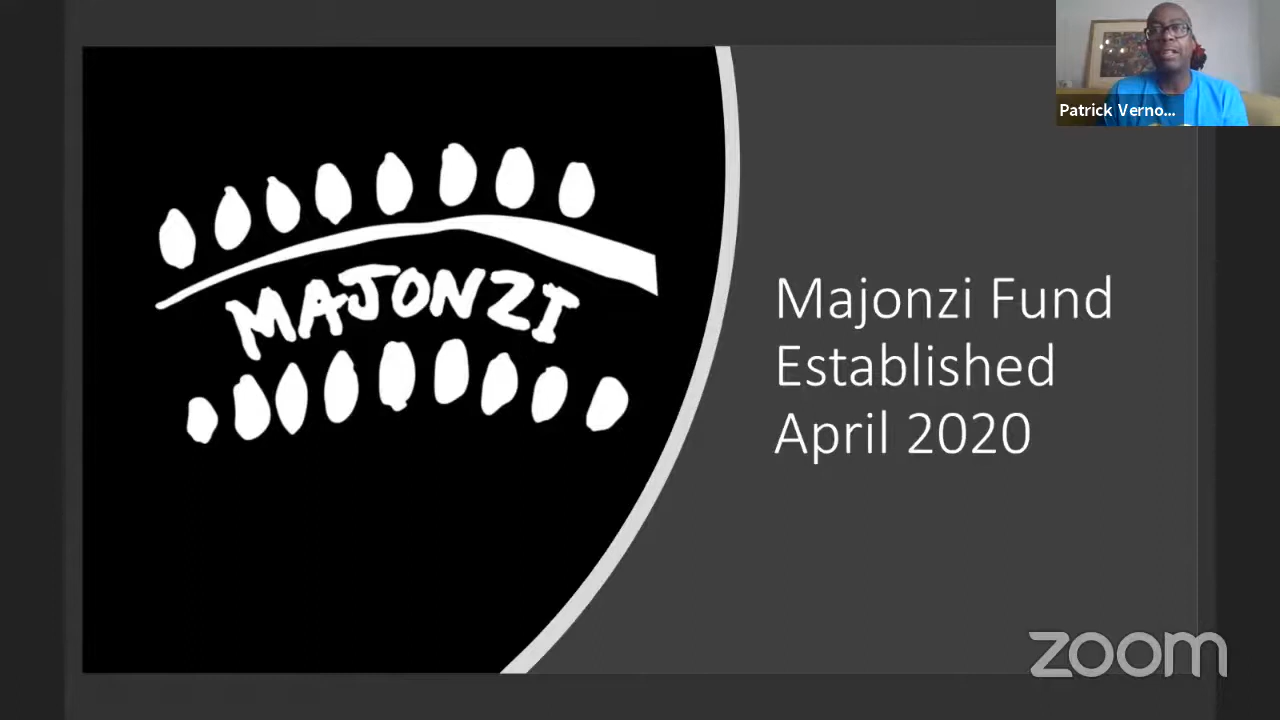 Patrick Verno...
MAJONZI
Majonzi Fund
Established
April 2020
zoom